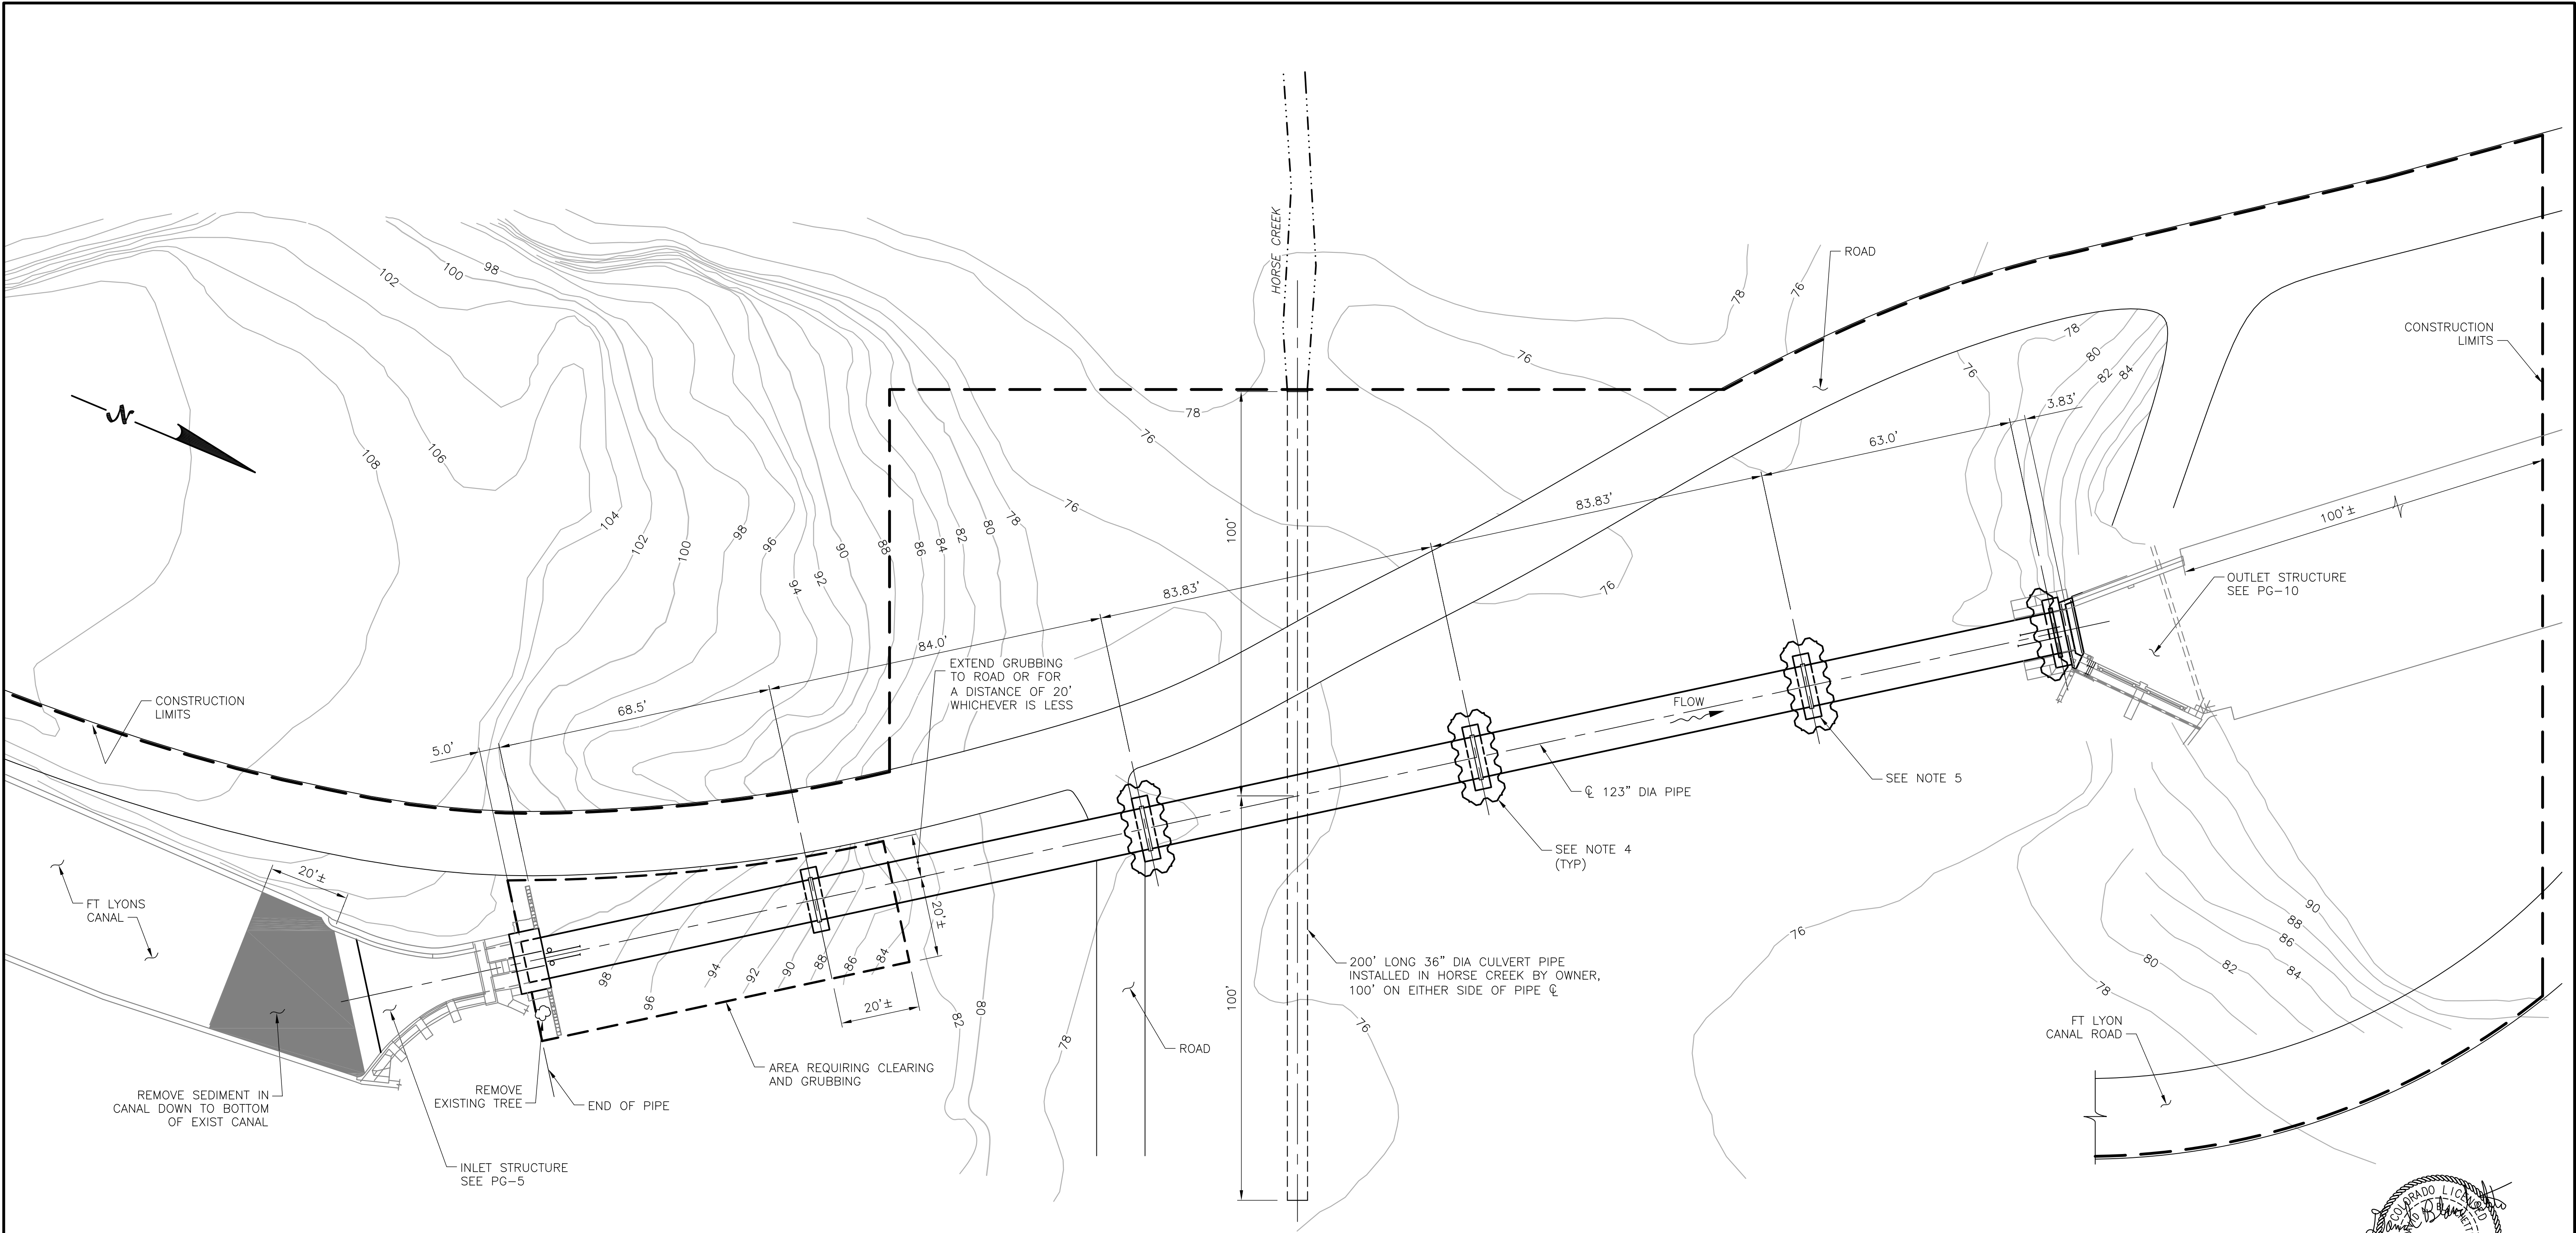 HORSE CREEK
ROAD
CONSTRUCTION
LIMITS
N
102
100
98
108
106
104
102
100
98
96
94
92
90
88
86
84
82
80
78
76
78
76
76
78
76
76
78
80
82
84
76
3.83'
63.0'
83.83'
83.83'
84.0'
68.5'
5.0'
100'
100'
100'±
OUTLET STRUCTURE
SEE PG-10
EXTEND GRUBBING
TO ROAD OR FOR
A DISTANCE OF 20'
WHICHEVER IS LESS
CONSTRUCTION
LIMITS
FLOW
SEE NOTE 5
℄ 123" DIA PIPE
SEE NOTE 4
(TYP)
20'±
FT LYONS
CANAL
20'±
20'±
98
96
94
92
90
88
86
84
82
80
78
76
76
78
80
82
84
86
88
90
200' LONG 36" DIA CULVERT PIPE
INSTALLED IN HORSE CREEK BY OWNER,
100' ON EITHER SIDE OF PIPE ℄
FT LYON
CANAL ROAD
ROAD
AREA REQUIRING CLEARING
AND GRUBBING
REMOVE
EXISTING TREE
END OF PIPE
REMOVE SEDIMENT IN
CANAL DOWN TO BOTTOM
OF EXIST CANAL
INLET STRUCTURE
SEE PG-5
COLORADO LICENSED